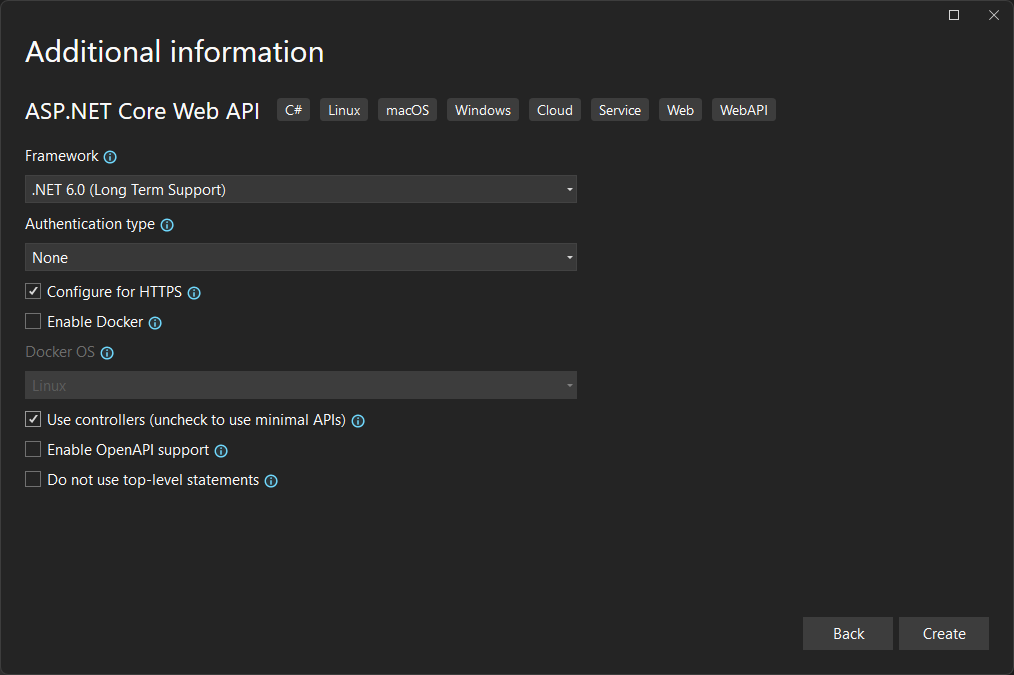 Additional information
ASP.NET Core Web API C# Linux macOS Windows Cloud Service Web WebAPI
Framework
.NET 6.0 (Long Term Support)
Authentication type
None
Configure for HTTPS
Enable Docker
Docker OS
Linux
Use controllers (uncheck to use minimal APIs)
Enable OpenAPI support
Do not use top-level statements
Back Create